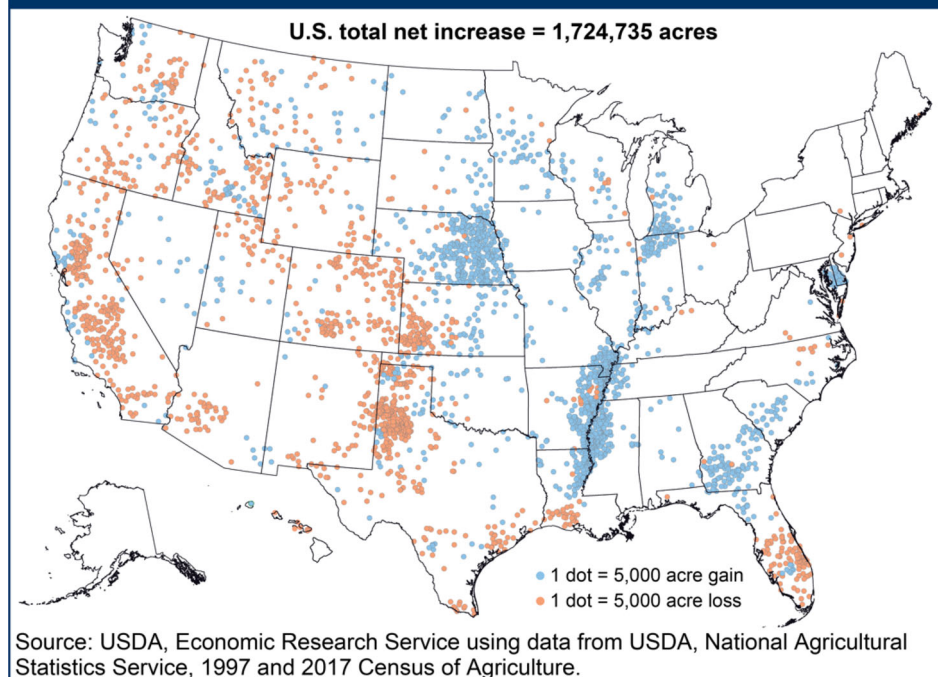 U.S. total net increase = 1,724,735 acres
1 dot = 5,000 acre gain
1 dot = 5,000 acre loss
Source: USDA, Economic Research Service using data from USDA, National Agricultural
Statistics Service, 1997 and 2017 Census of Agriculture.